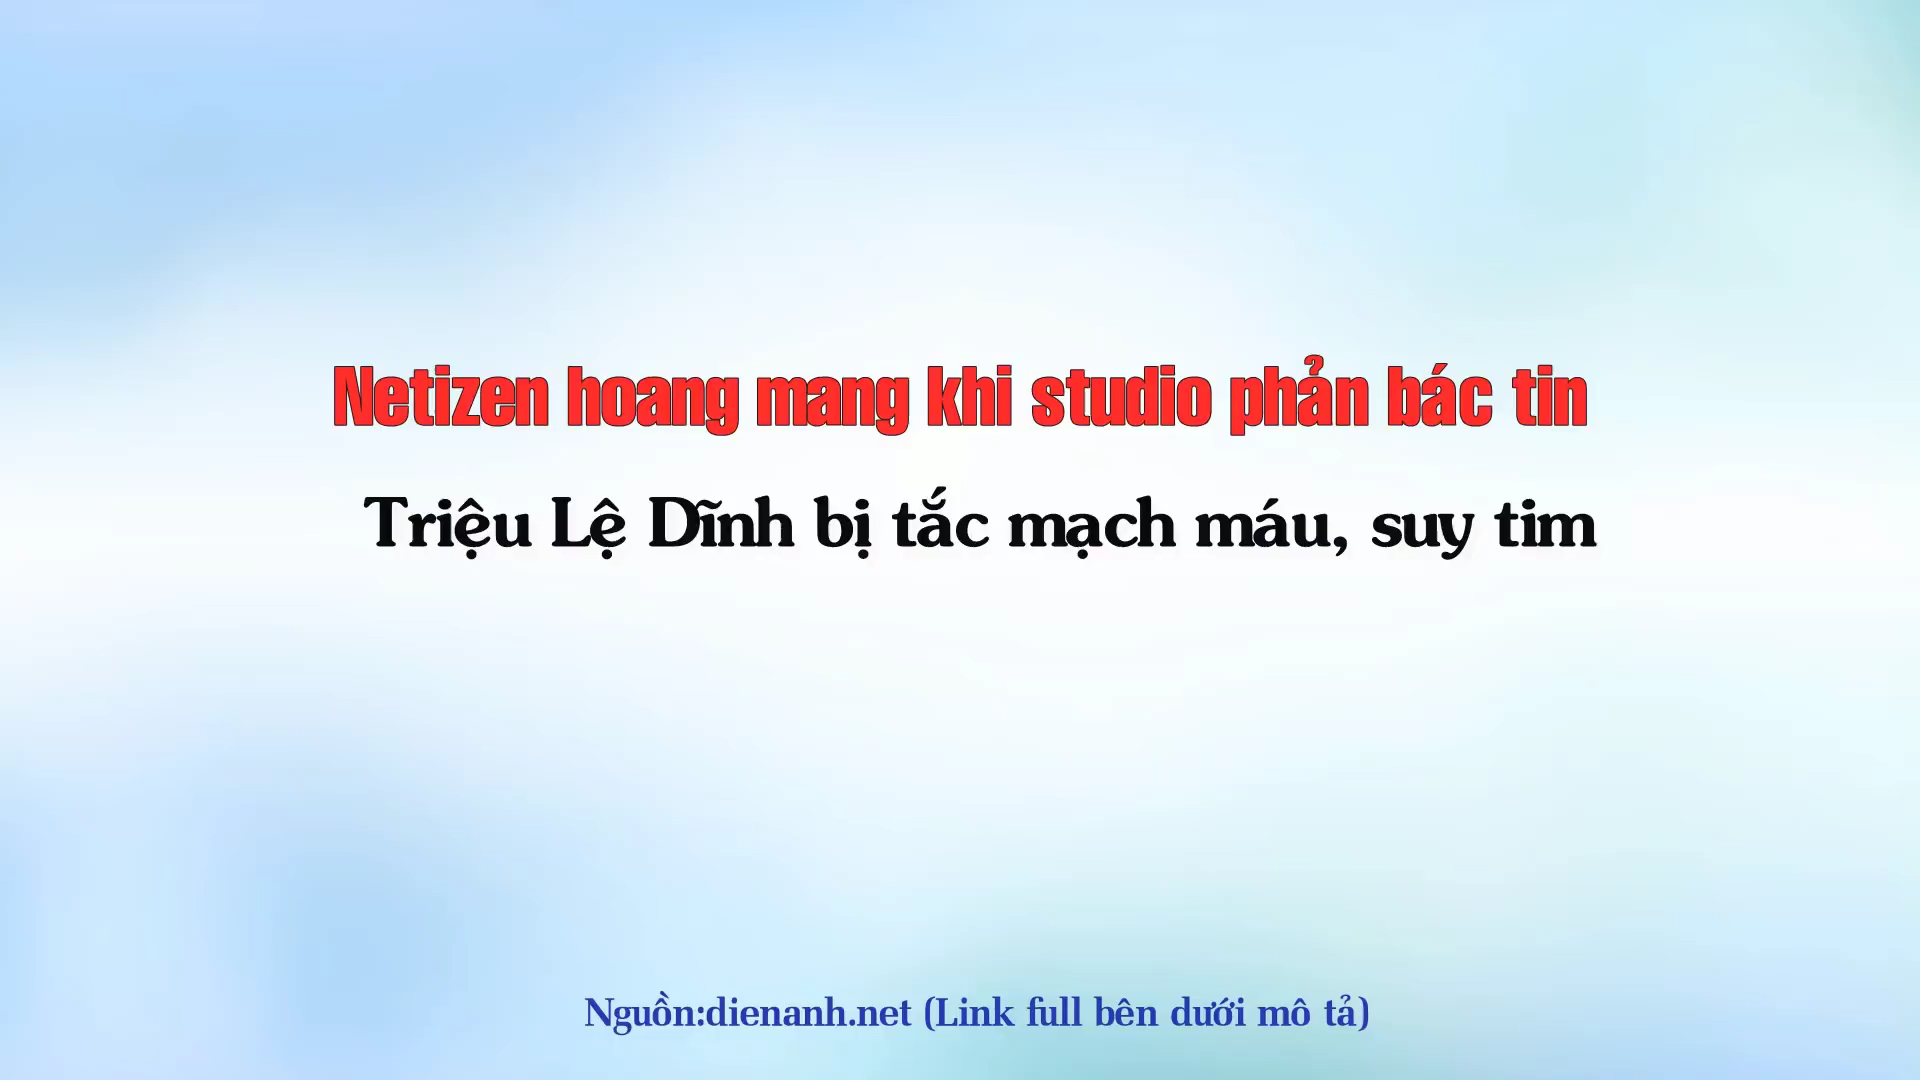 Netizen hoang mang khi studio phản bác tin
Triệu Lệ Dĩnh bị tắc mạch máu, suy tim
Nguồn:dienanh.net (Link full bên dưới mô tả)